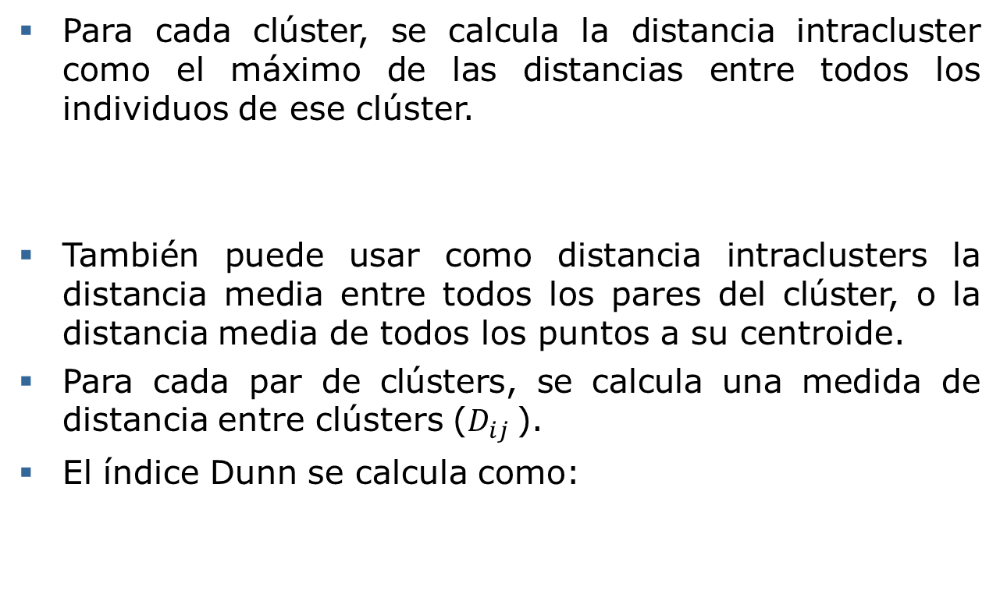 ▪ Para cada clúster, se calcula la distancia intracluster
como el máximo de las distancias entre todos los
individuos de ese clúster.
▪ También puede usar como distancia intraclusters la
distancia media entre todos los pares del clúster, o la
distancia media de todos los puntos a su centroide.
▪ Para cada par de clústers, se calcula una medida de
distancia entre clústers (𝐷𝑖𝑗 ).
▪ El índice Dunn se calcula como: